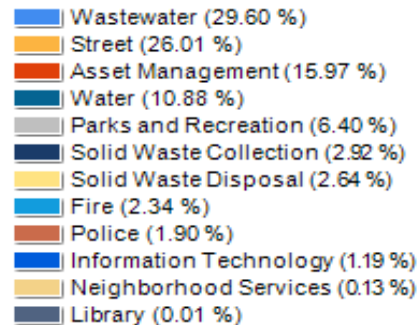 Wastewater (29.60 %)
Street (26.01 %)
Asset Management (15.97 %)
Water (10.88 %)
Parks and Recreation (6.40 %)
Solid Waste Collection (2.92 %)
Solid Waste Disposal (2.64 %)
Fire (2.34 %)
Police (1.90 %)
Information Technology (1.19 %)
Neighborhood Services (0.13 %)
Library (0.01 %)